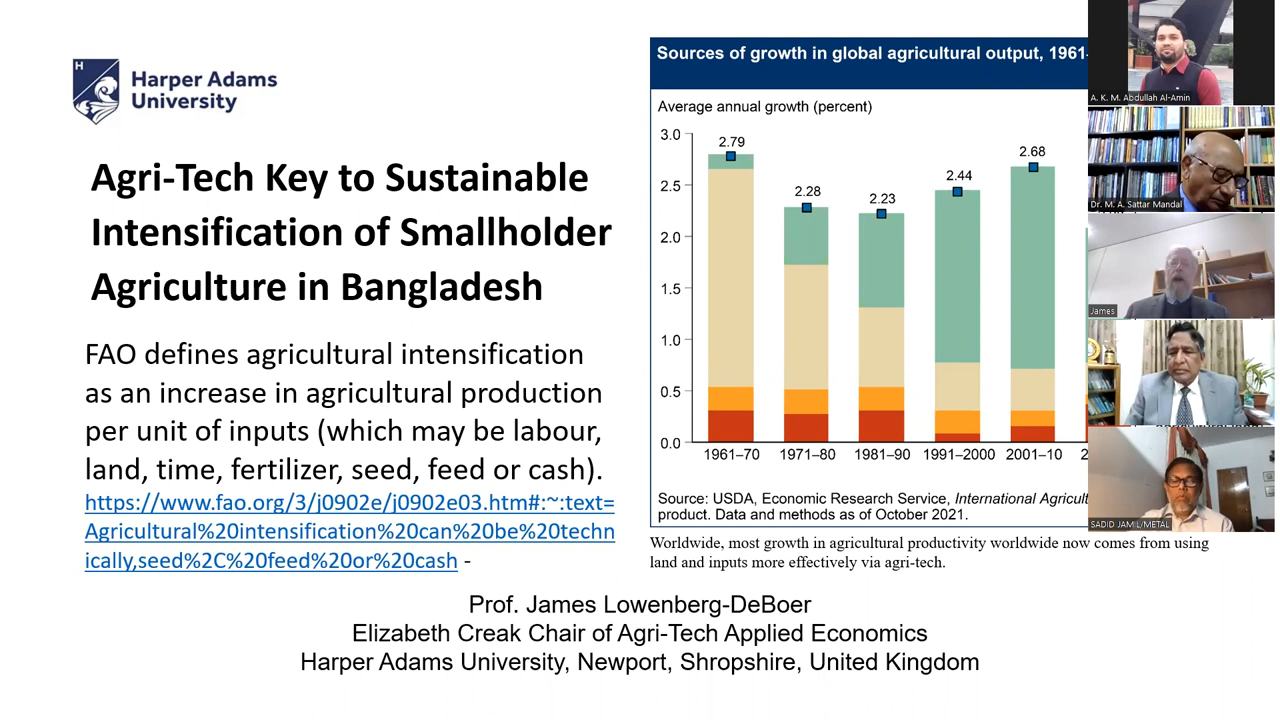 H
Harper Adams
University
Agri-Tech Key to Sustainable
Intensification of Smallholder
Agriculture in Bangladesh
FAO defines agricultural intensification
as an increase in agricultural production
per unit of inputs (which may be labour,
land, time, fertilizer, seed, feed or cash).
https://www.fao.org/3/j0902e/j0902e03.htm#:~:text=
Agricultural%20intensification%20can%20be%20techn
ically,seed%2C%20feed%20or%20cash -
Sources of growth in global agricultural output, 1961-
Average annual growth (percent)
3.0
2.5
2.0
1.5
1.0
0.5
0.0
2.79
2.28
2.23
2.44
2.68
1961–70 1971–80 1981–90 1991–2000 2001–10 2
Source: USDA, Economic Research Service, International Agricult
product. Data and methods as of October 2021.
Worldwide, most growth in agricultural productivity worldwide now comes from using
land and inputs more effectively via agri-tech.
Prof. James Lowenberg-DeBoer
Elizabeth Creak Chair of Agri-Tech Applied Economics
Harper Adams University, Newport, Shropshire, United Kingdom
A. K. M. Abdullah Al-Amin
Dr. M. A. Sattar Mandal
James
SADID JAMIL/METAL